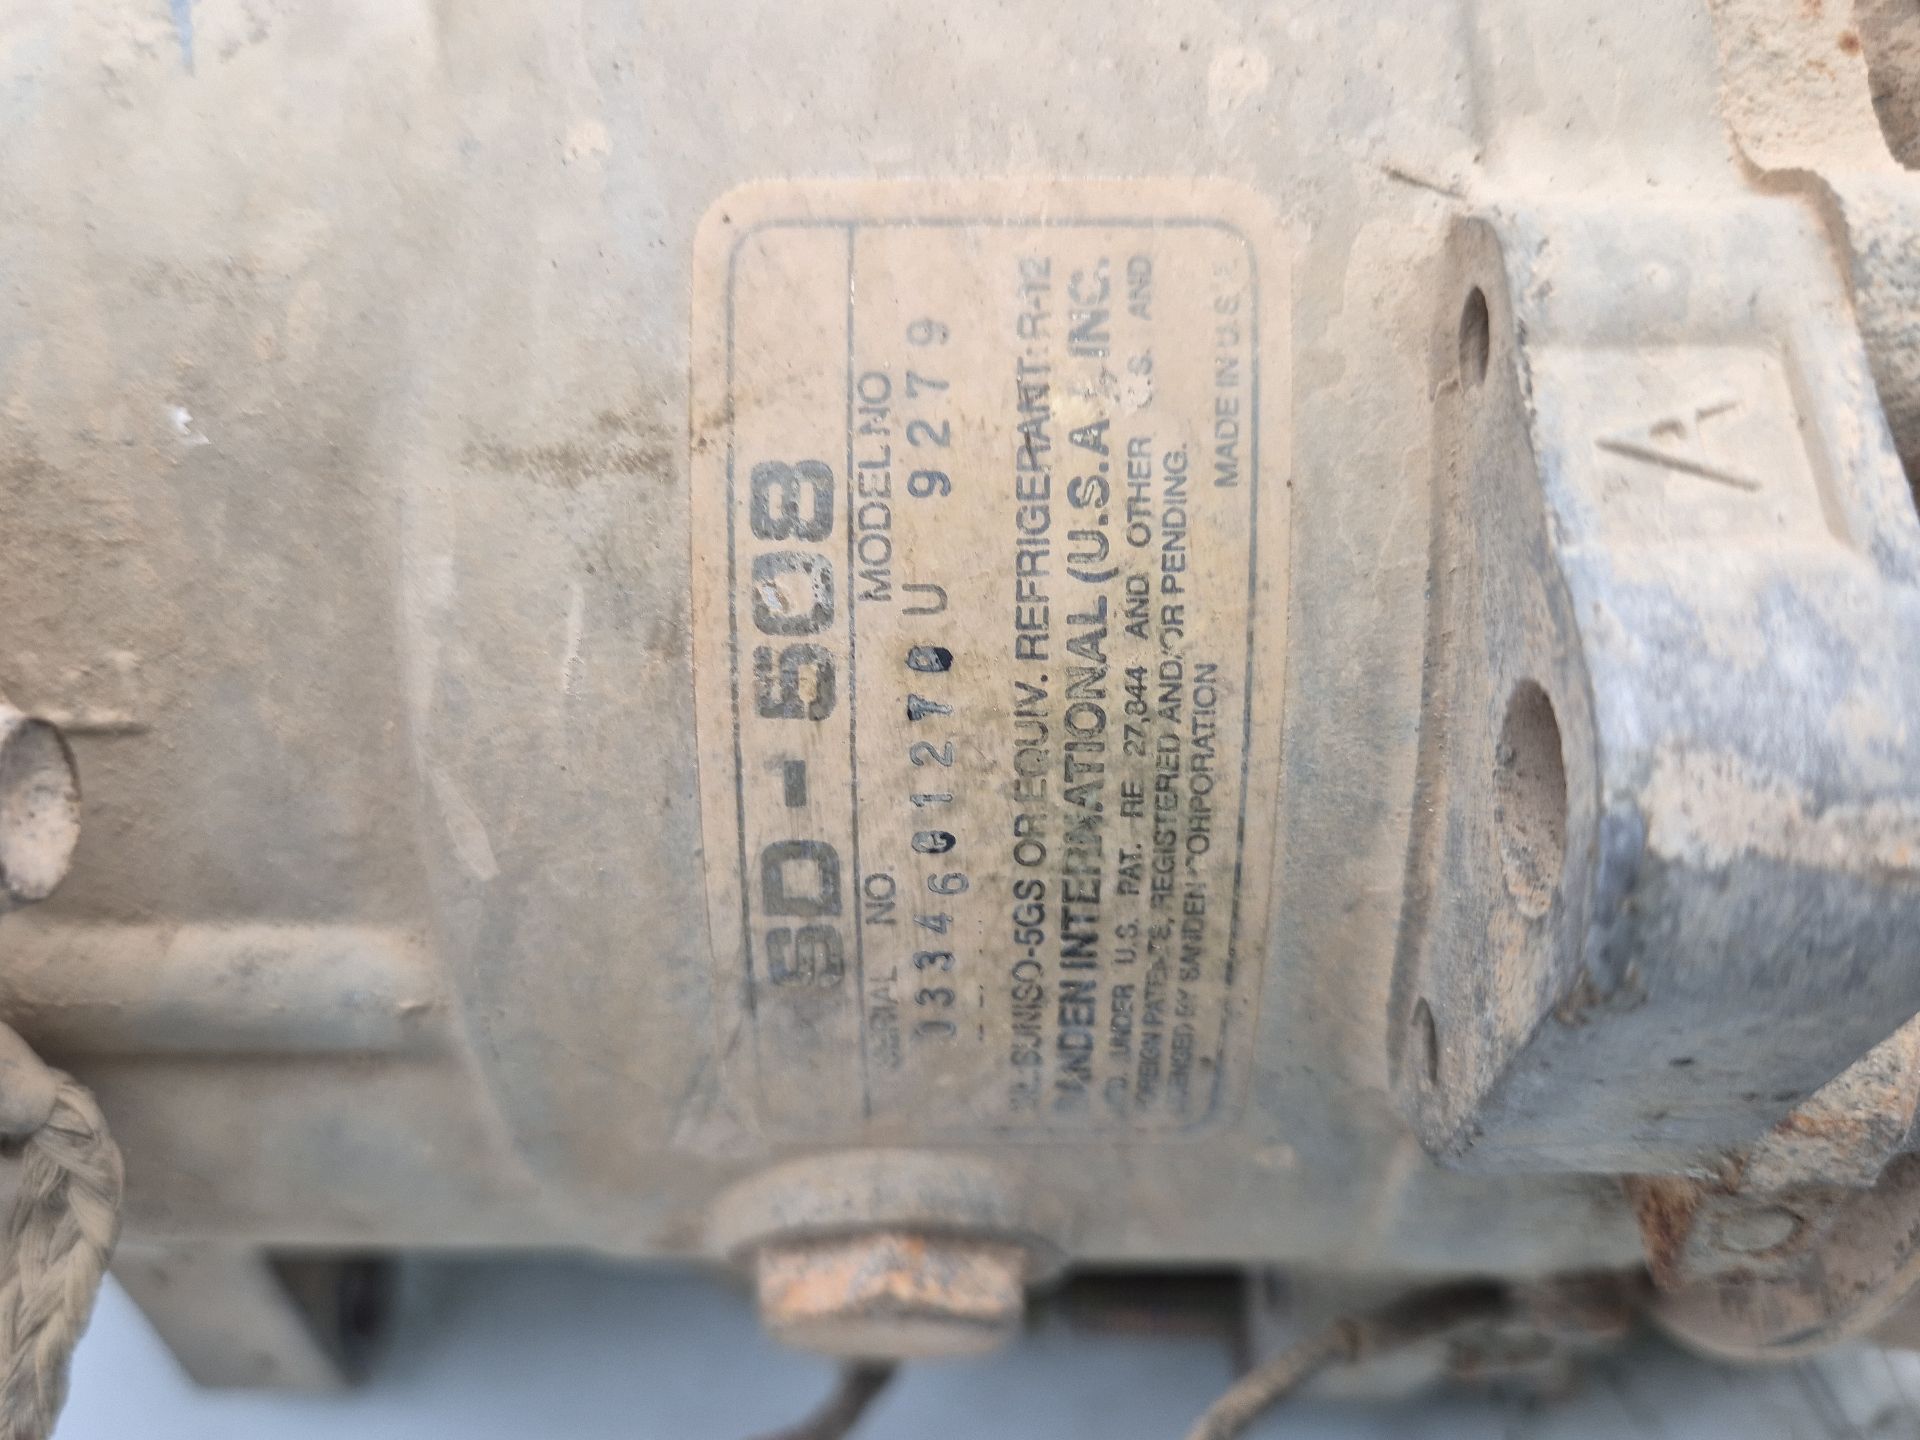 SD-508
SERIAL NO. MODEL NO.
0334601270 U 9279
OIL: SUNISO-5GS OR EQUIV. REFRIGERANT: R-12
SANDEN INTERNATIONAL (U.S.A.), INC.
UNDER U.S. PAT. RE 27,844 AND OTHER U.S. AND
FOREIGN PATENTS, REGISTERED AND/OR PENDING.
LICENSED BY SANDEN CORPORATION
MADE IN U.S.A.
A